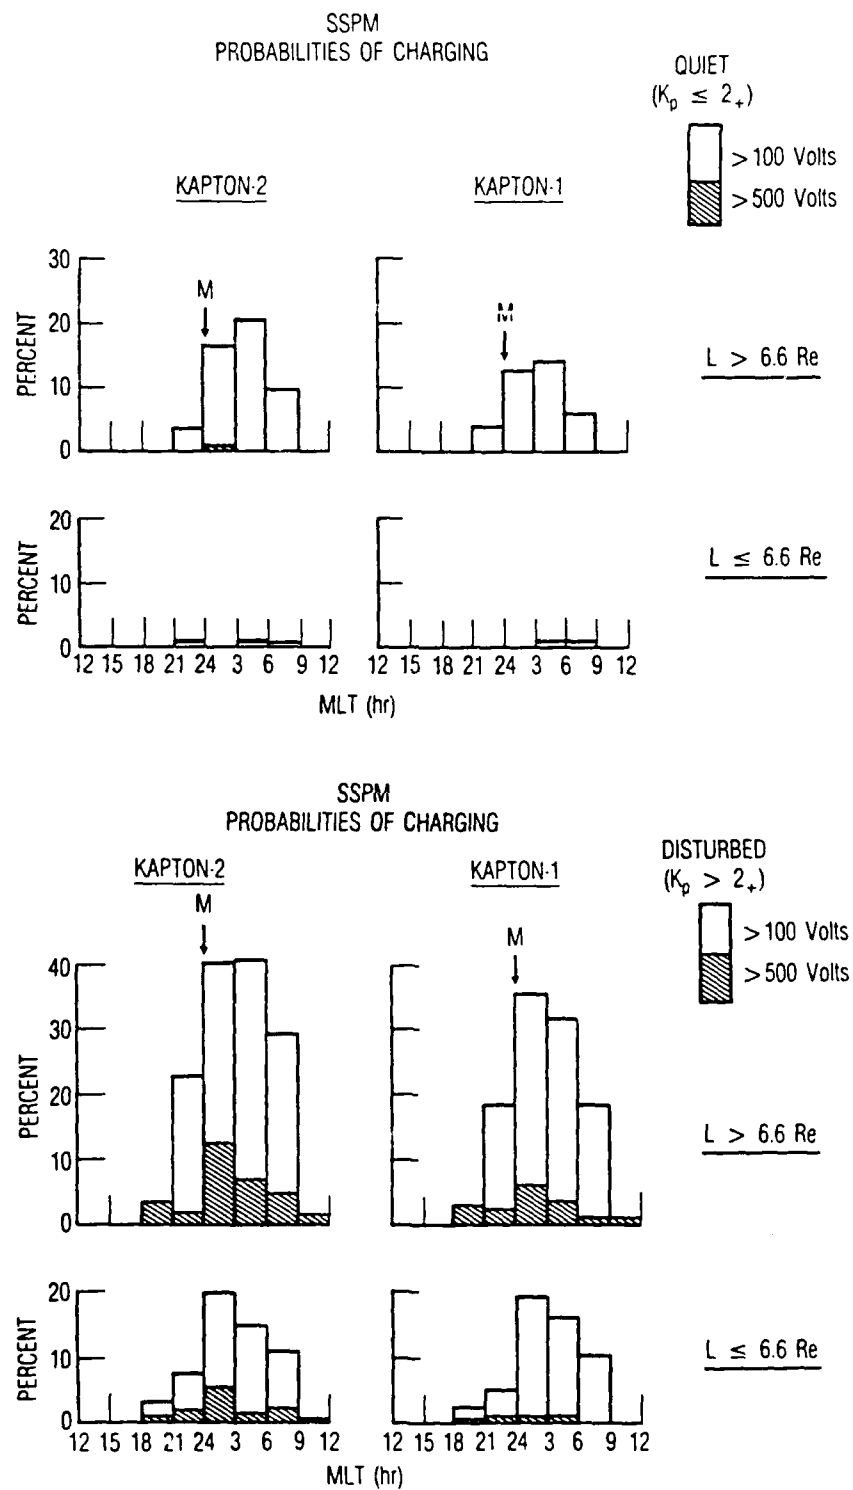 SSPM
PROBABILITIES OF CHARGING
QUIET
(Kp ≤ 2+)
>100 Volts
>500 Volts
KAPTON-2
KAPTON-1
30
20
10
0
PERCENT
M
M
L > 6.6 Re
20
10
0
PERCENT
L ≤ 6.6 Re
12 15 18 21 24 3 6 9 12
12 15 18 21 24 3 6 9 12
MLT (hr)
SSPM
PROBABILITIES OF CHARGING
DISTURBED
(Kp > 2+)
>100 Volts
>500 Volts
KAPTON-2
KAPTON-1
M
M
40
30
20
10
0
PERCENT
L > 6.6 Re
20
10
0
PERCENT
L ≤ 6.6 Re
12 15 18 21 24 3 6 9 12
12 15 18 21 24 3 6 9 12
MLT (hr)